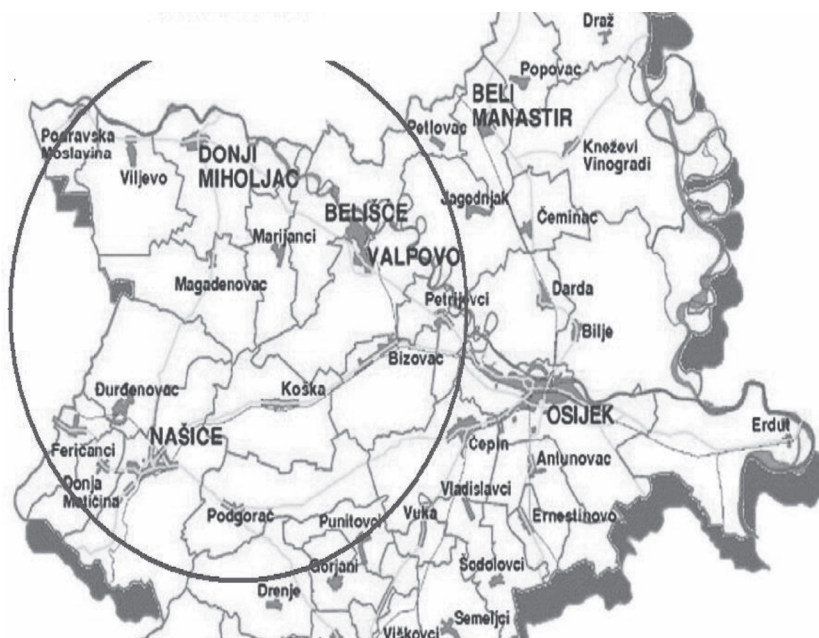 Draž
Popovac
BELI
MANASTIR
Petlovac
Kneževi
Vinogradi
Podravska
Moslavina
Viljevo
DONJI
MIHOLJAC
Jagodnjak
Čeminac
BELIŠĆE
Marijanci
VALPOVO
Magadenovac
Petrijevci
Darda
Bilje
Bizovac
Koška
Đurđenovac
OSIJEK
Erdut
Feričanci
NAŠICE
Čepin
Antunovac
Donja
Motičina
Vladislavci
Podgorač
Punitovci
Vuka
Ernestinovo
Gorjani
Šodolovci
Drenje
Semeljci
Viškovci